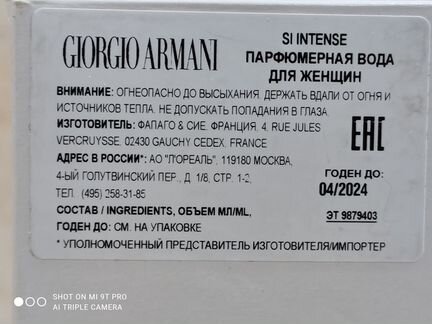 GIORGIO ARMANI
SI INTENSE
ПАРФЮМЕРНАЯ ВОДА
ДЛЯ ЖЕНЩИН
ВНИМАНИЕ: ОГНЕОПАСНО ДО ВЫСЫХАНИЯ. ДЕРЖАТЬ ВДАЛИ ОТ ОГНЯ И
ИСТОЧНИКОВ ТЕПЛА. НЕ ДОПУСКАТЬ ПОПАДАНИЯ В ГЛАЗА.
ИЗГОТОВИТЕЛЬ: ФАПАГО & СИЕ. ФРАНЦИЯ, 4, RUE JULES
VERCRUYSSE. 02430 GAUCHY CEDEX, FRANCE
АДРЕС В РОССИИ*: АО "ЛОРЕАЛЬ", 119180 МОСКВА,
4-ЫЙ ГОЛУТВИНСКИЙ ПЕР., Д. 1/8, СТР. 1-2,
ТЕЛ. (495) 258-31-85
EAC
ГОДЕН ДО:
04/2024
СОСТАВ / INGREDIENTS, ОБЪЕМ МЛ/ML,
ГОДЕН ДО: СМ. НА УПАКОВКЕ
ЭТ 9879403
* УПОЛНОМОЧЕННЫЙ ПРЕДСТАВИТЕЛЬ ИЗГОТОВИТЕЛЯ/ИМПОРТЕР
SHOT ON MI 9T PRO
AI TRIPLE CAMERA